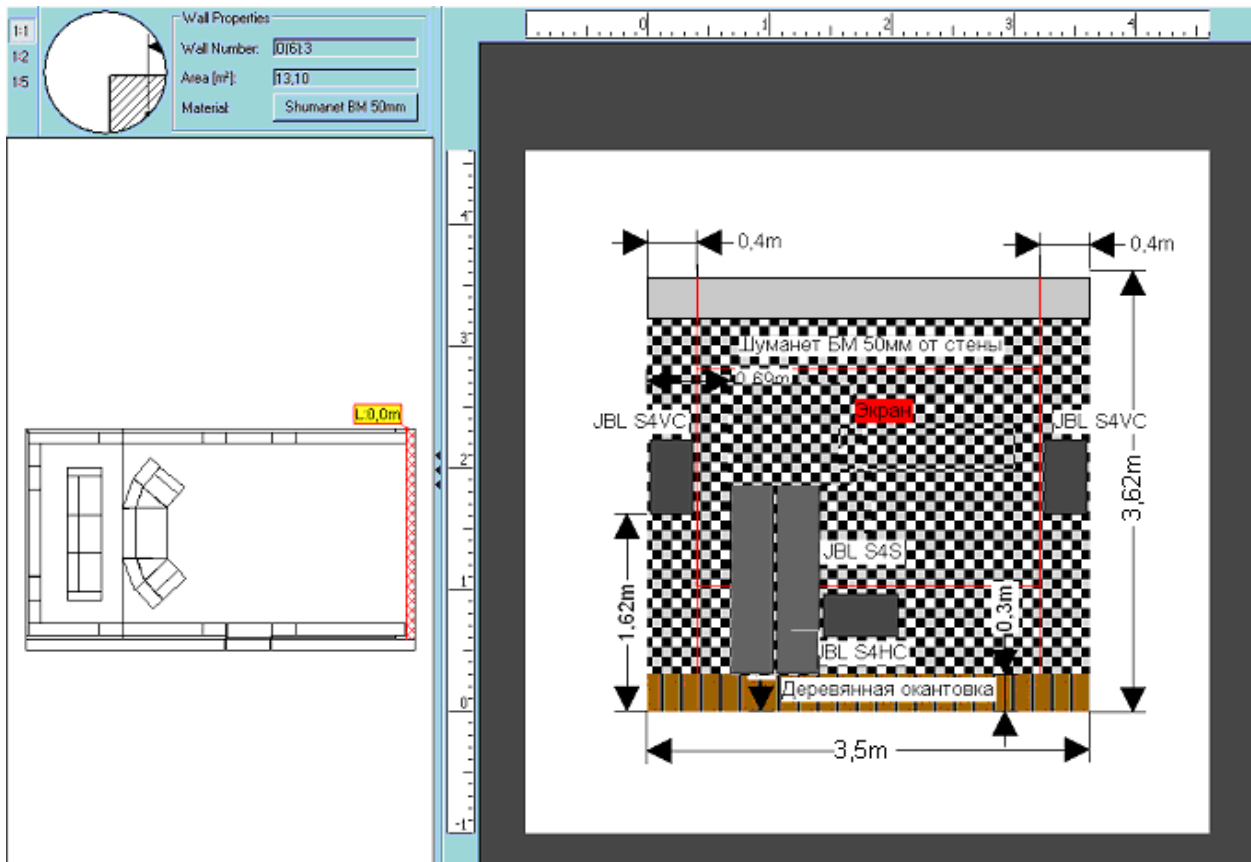 1:1
1:2
1:5
Wall Properties
Wall Number: D(6):3
Area [m²]: 13,10
Material: Shumanet BM 50mm
0 1 2 3 4
4
3
2
1
0
-1
L:0,0m
0,4m
0,4m
Шуманет БМ 50мм от стены
0,69m
Экран
JBL S4VC
JBL S4VC
3,62m
JBL S4S
1,62m
0,3m
JBL S4HC
Деревянная окантовка
3,5m